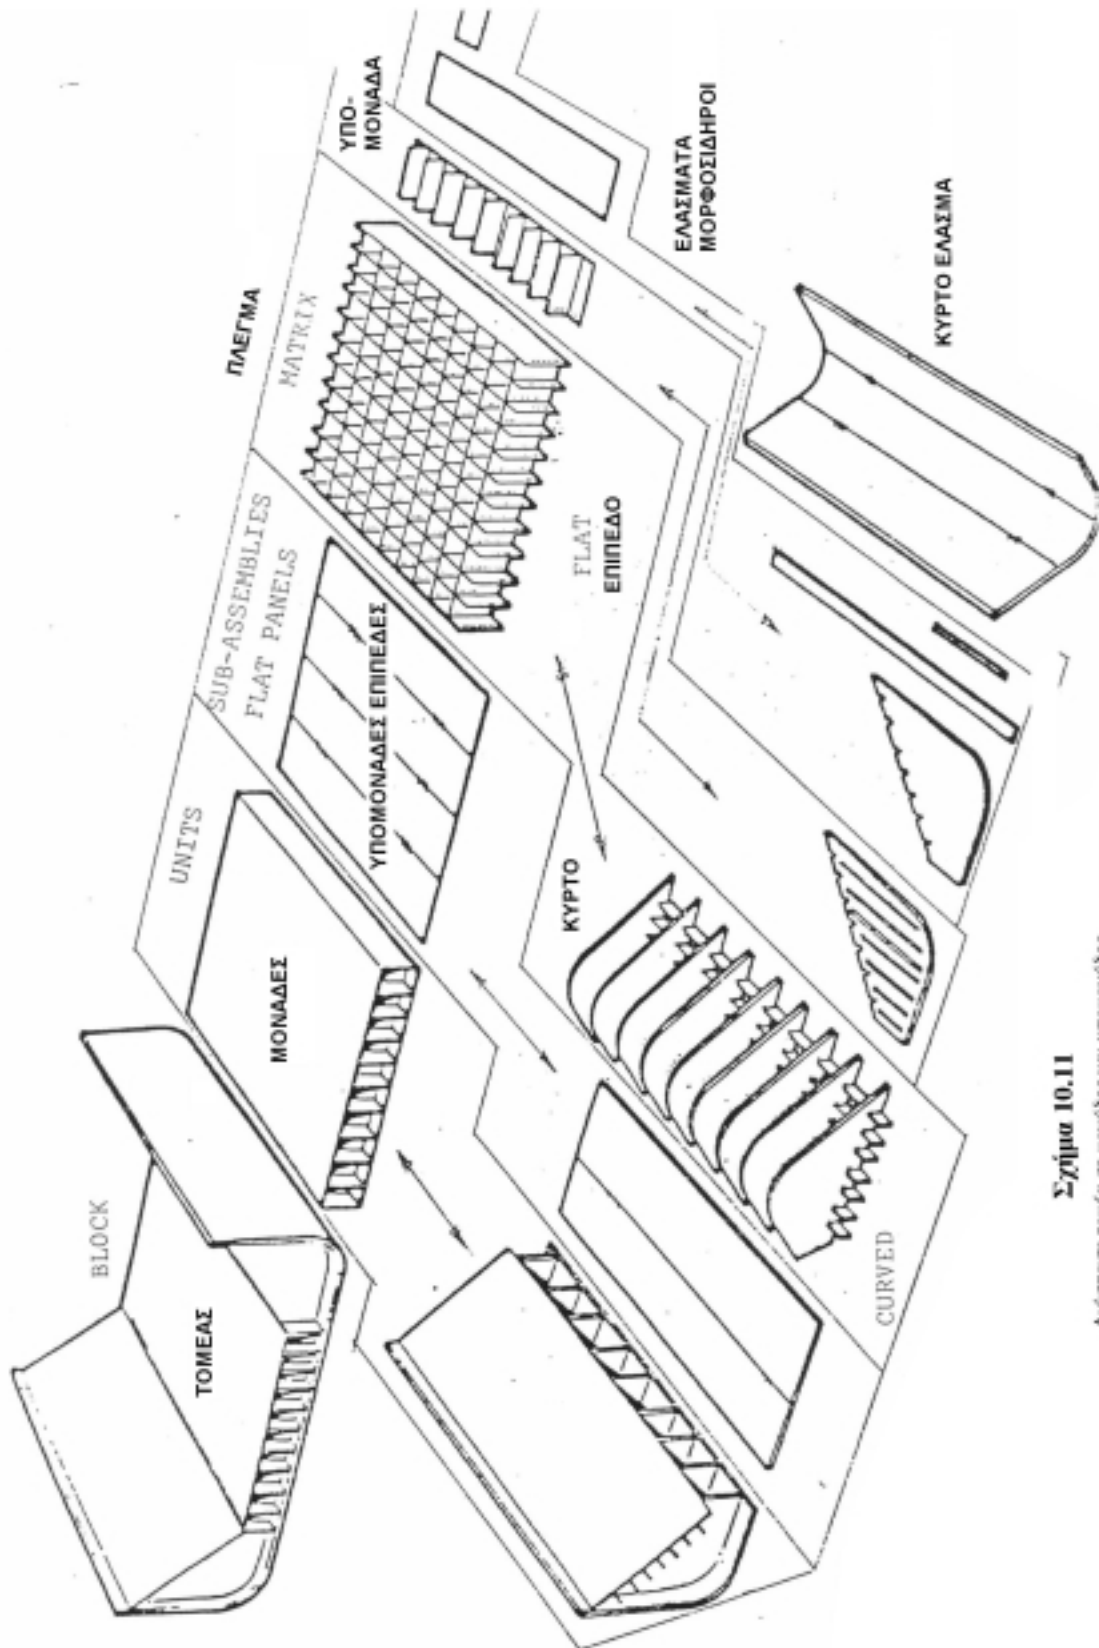 BLOCK
ΤΟΜΕΑΣ
UNITS
ΜΟΝΑΔΕΣ
SUB-ASSEMBLIES
FLAT PANELS
ΥΠΟΜΟΝΑΔΕΣ ΕΠΙΠΕΔΕΣ
ΠΛΕΓΜΑ
MATRIX
ΥΠΟ-
ΜΟΝΑΔΑ
FLAT
ΕΠΙΠΕΔΟ
ΕΛΑΣΜΑΤΑ
ΜΟΡΦΟΣΙΔΗΡΟΙ
ΚΥΡΤΟ ΕΛΑΣΜΑ
ΚΥΡΤΟ
CURVED
Σχήμα 10.11